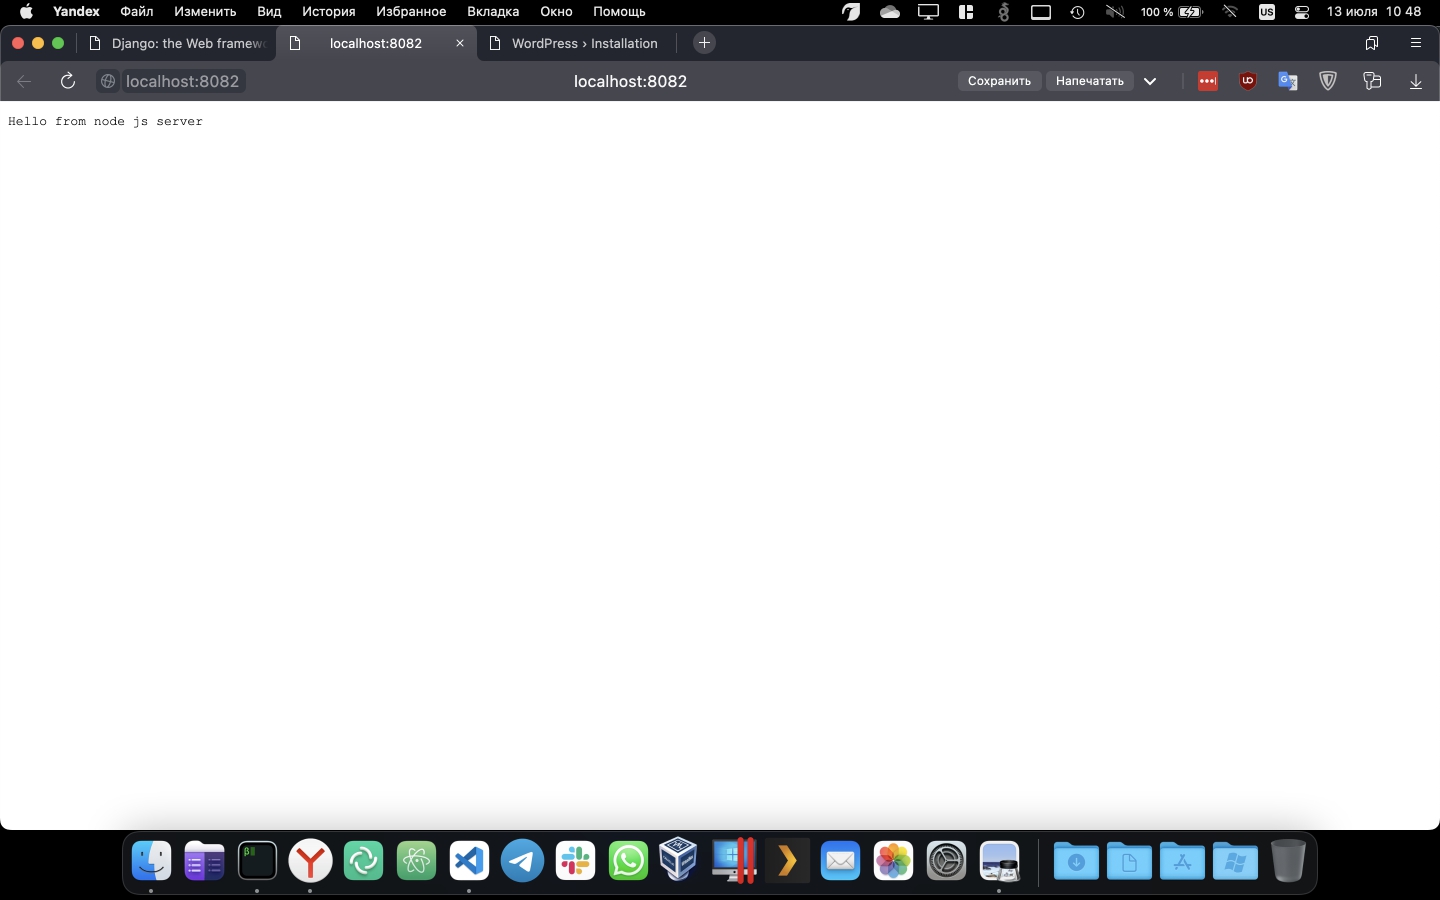 Yandex Файл Изменить Вид История Избранное Вкладка Окно Помощь 100 % US 13 июля 10 48
Django: the Web framew localhost:8082 WordPress › Installation
localhost:8082 localhost:8082 Сохранить Напечатать
Hello from node js server